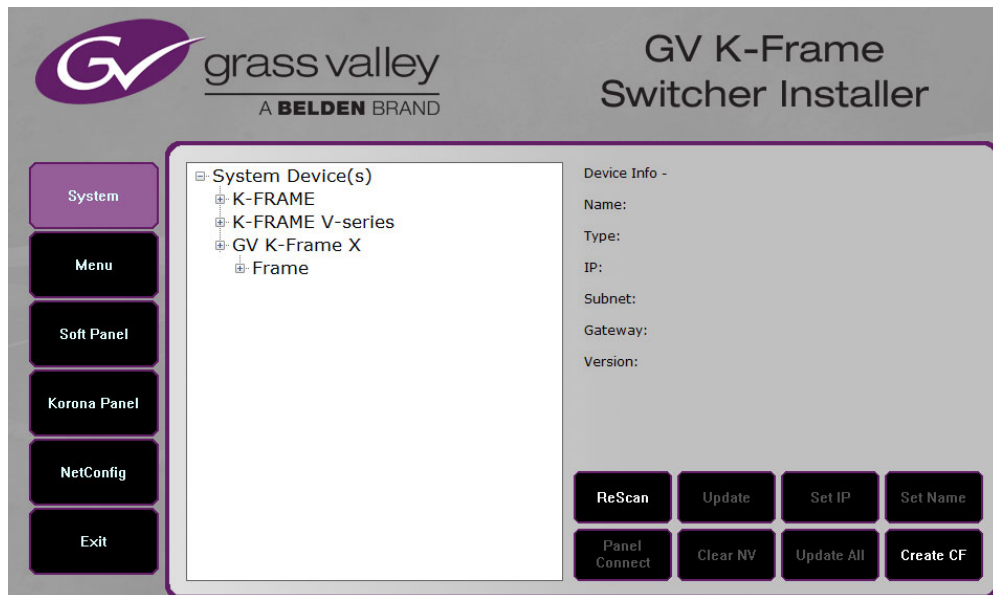 GV
grass valley
A BELDEN BRAND
GV K-Frame
Switcher Installer
System
Menu
Soft Panel
Korona Panel
NetConfig
Exit
System Device(s)
K-FRAME
K-FRAME V-series
GV K-Frame X
Frame
Device Info -
Name:
Type:
IP:
Subnet:
Gateway:
Version:
ReScan
Update
Set IP
Set Name
Panel
Connect
Clear NV
Update All
Create CF